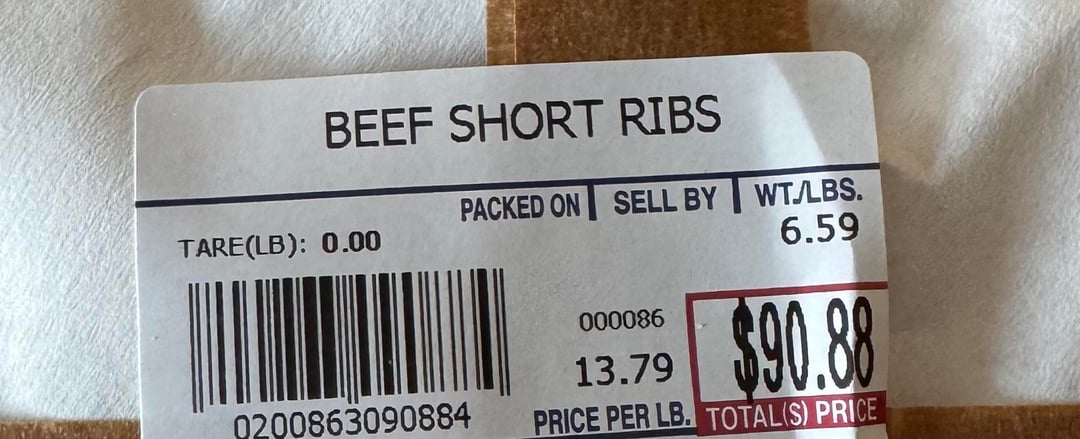 BEEF SHORT RIBS
PACKED ON SELL BY WT./LBS.
TARE(LB): 0.00 6.59
000086
13.79 $90.88
0200863090884 PRICE PER LB. TOTAL(S) PRICE